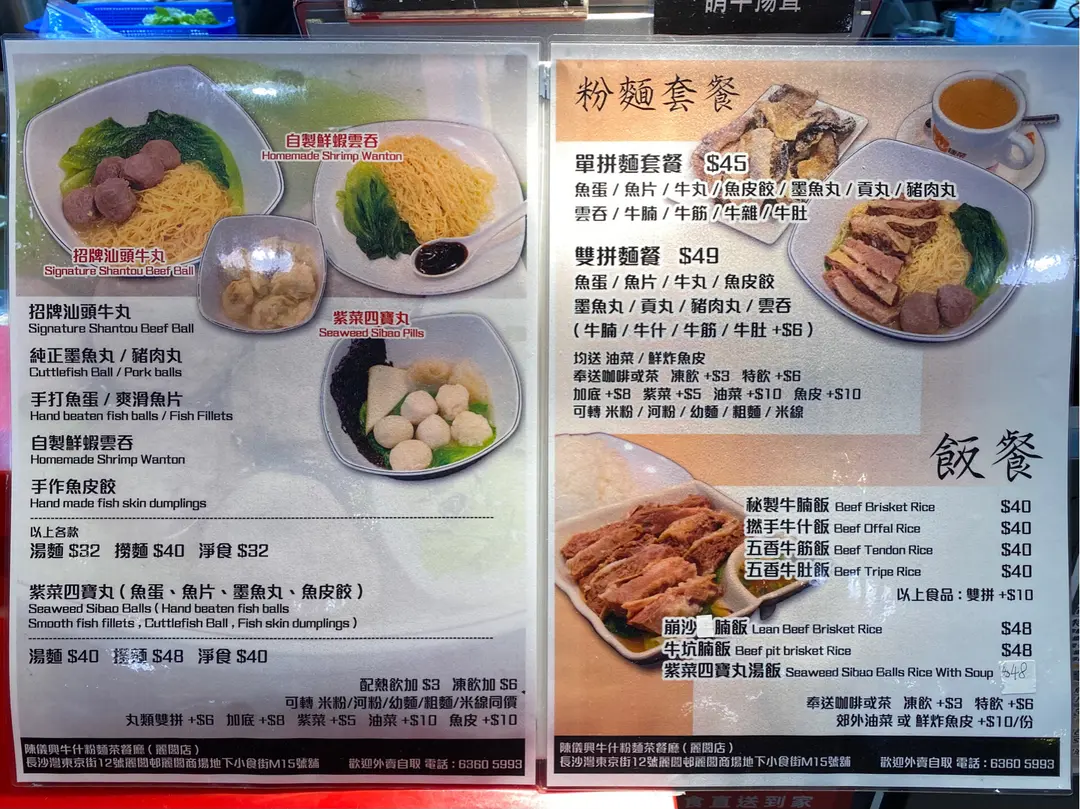 自製鮮蝦雲吞
Homemade Shrimp Wanton
招牌汕頭牛丸
Signature Shantou Beef Ball
紫菜四寶丸
Seaweed Sibao Pills
招牌汕頭牛丸
Signature Shantou Beef Ball
純正墨魚丸 / 豬肉丸
Cuttlefish Ball / Pork balls
手打魚蛋 / 爽滑魚片
Hand beaten fish balls / Fish Fillets
自製鮮蝦雲吞
Homemade Shrimp Wanton
手作魚皮餃
Hand made fish skin dumplings
以上各款
湯麵 $32 撈麵 $40 淨食 $32
紫菜四寶丸 ( 魚蛋、魚片、墨魚丸、魚皮餃 )
Seaweed Sibao Balls ( Hand beaten fish balls
Smooth fish fillets , Cuttlefish Ball , Fish skin dumplings )
湯麵 $40 撈麵 $48 淨食 $40
配熱飲加 $3 凍飲加 $6
可轉 米粉/河粉/幼麵/粗麵/米線同價
丸類雙拼 +$6 加底 +$8 紫菜 +$5 油菜 +$10 魚皮 +$10
陳儀興牛什粉麵茶餐廳 ( 麗閣店 )
長沙灣東京街12號麗閣邨麗閣商場地下小食街M15號舖 歡迎外賣自取 電話 : 6360 5993
粉麵套餐
單拼麵套餐 $45
魚蛋 / 魚片 / 牛丸 / 魚皮餃 / 墨魚丸 / 貢丸 / 豬肉丸
雲吞 / 牛腩 / 牛筋 / 牛雜 / 牛肚
雙拼麵餐 $49
魚蛋 / 魚片 / 牛丸 / 魚皮餃
墨魚丸 / 貢丸 / 豬肉丸 / 雲吞
( 牛腩 / 牛什 / 牛筋 / 牛肚 +$6 )
均送 油菜 / 鮮炸魚皮
奉送咖啡或茶 凍飲 +$3 特飲 +$6
加底 +$8 紫菜 +$5 油菜 +$10 魚皮 +$10
可轉 米粉 / 河粉 / 幼麵 / 粗麵 / 米線
飯餐
秘製牛腩飯 Beef Brisket Rice $40
撚手牛什飯 Beef Offal Rice $40
五香牛筋飯 Beef Tendon Rice $40
五香牛肚飯 Beef Tripe Rice $40
以上食品 : 雙拼 +$10
崩沙 腩飯 Lean Beef Brisket Rice $48
牛坑腩飯 Beef pit brisket Rice $48
紫菜四寶丸湯飯 Seaweed Sibao Balls Rice With Soup $48
奉送咖啡或茶 凍飲 +$3 特飲 +$6
郊外油菜 或 鮮炸魚皮 +$10/份
陳儀興牛什粉麵茶餐廳 ( 麗閣店 )
長沙灣東京街12號麗閣邨麗閣商場地下小食街M15號舖 歡迎外賣自取 電話 : 6360 5993
食直送到家